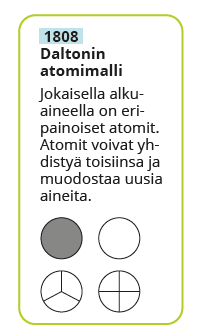 1808
Daltonin
atomimalli
Jokaisella alku-
aineella on eri-
painoiset atomit.
Atomit voivat yh-
distyä toisiinsa ja
muodostaa uusia
aineita.